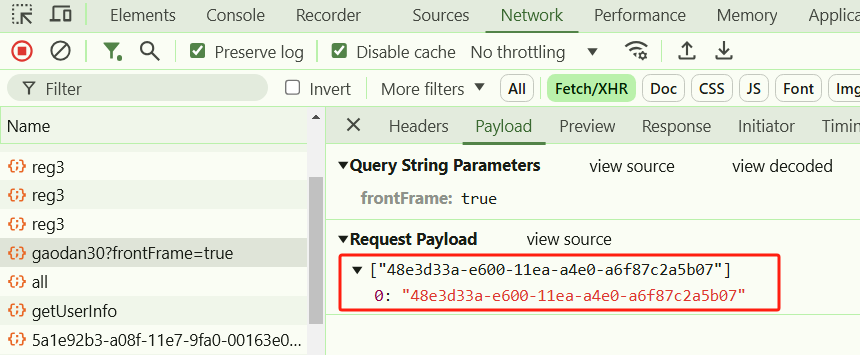 Elements Console Recorder Sources Network Performance Memory Applica
Preserve log Disable cache No throttling
Filter Invert More filters All Fetch/XHR Doc CSS JS Font Img
Name Headers Payload Preview Response Initiator Timin
reg3
reg3
reg3
gaodan30?frontFrame=true
all
getUserInfo
5a1e92b3-a08f-11e7-9fa0-00163e0...
Query String Parameters view source view decoded
frontFrame: true
Request Payload view source
["48e3d33a-e600-11ea-a4e0-a6f87c2a5b07"]
0: "48e3d33a-e600-11ea-a4e0-a6f87c2a5b07"